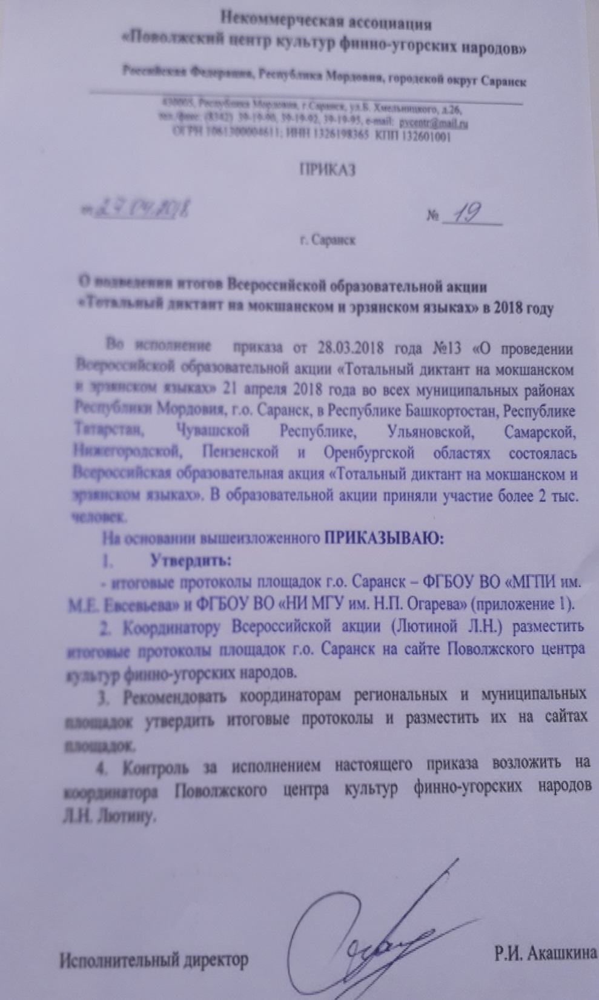 Некоммерческая ассоциация
«Поволжский центр культур финно-угорских народов»
Российская Федерация, Республика Мордовия, городской округ Саранск
430005, Республика Мордовия, г.Саранск, ул.Б. Хмельницкого, д.26,
тел./факс: (8342) 39-19-90, 39-19-92, 39-19-95, e-mail: pvcentr@mail.ru
ОГРН 1061300004611; ИНН 1326198365 КПП 132601001
ПРИКАЗ
от 27.04.2018 № 19
г. Саранск
О подведении итогов Всероссийской образовательной акции
«Тотальный диктант на мокшанском и эрзянском языках» в 2018 году
Во исполнение приказа от 28.03.2018 года №13 «О проведении
Всероссийской образовательной акции «Тотальный диктант на мокшанском
и эрзянском языках» 21 апреля 2018 года во всех муниципальных районах
Республики Мордовия, г.о. Саранск, в Республике Башкортостан, Республике
Татарстан, Чувашской Республике, Ульяновской, Самарской,
Нижегородской, Пензенской и Оренбургской областях состоялась
Всероссийская образовательная акция «Тотальный диктант на мокшанском и
эрзянском языках». В образовательной акции приняли участие более 2 тыс.
человек.
На основании вышеизложенного ПРИКАЗЫВАЮ:
1. Утвердить:
- итоговые протоколы площадок г.о. Саранск – ФГБОУ ВО «МГПИ им.
М.Е. Евсевьева» и ФГБОУ ВО «НИ МГУ им. Н.П. Огарева» (приложение 1).
2. Координатору Всероссийской акции (Лютиной Л.Н.) разместить
итоговые протоколы площадок г.о. Саранск на сайте Поволжского центра
культур финно-угорских народов.
3. Рекомендовать координаторам региональных и муниципальных
площадок утвердить итоговые протоколы и разместить их на сайтах
площадок.
4. Контроль за исполнением настоящего приказа возложить на
координатора Поволжского центра культур финно-угорских народов
Л.Н. Лютину.
Исполнительный директор Р.И. Акашкина